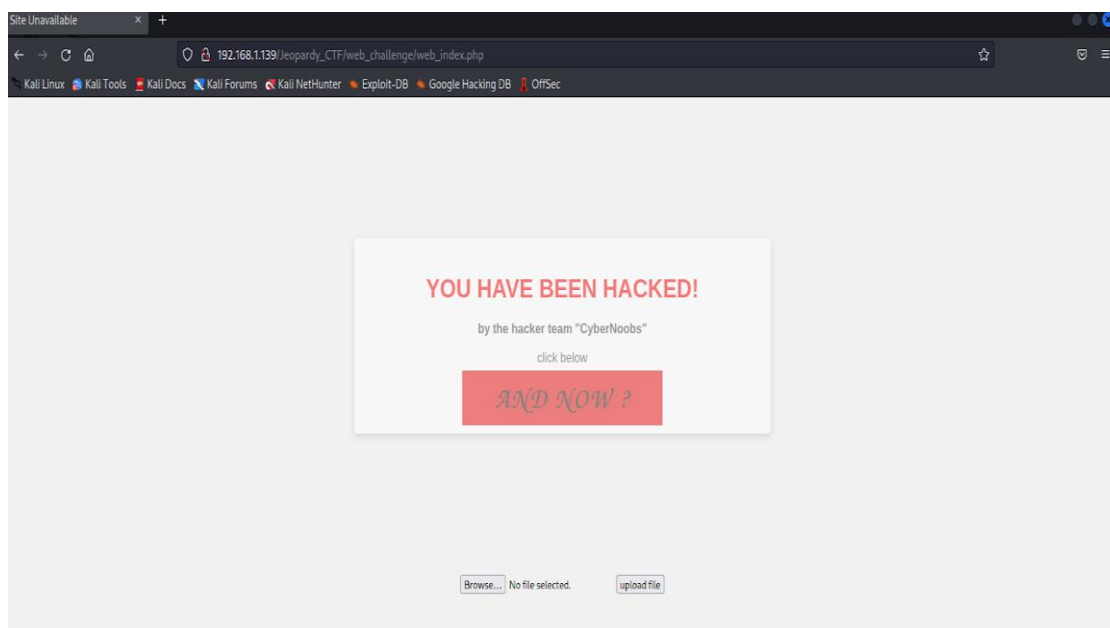 Site Unavailable
192.168.1.139/Jeopardy_CTF/web_challenge/web_index.php
Kali Linux Kali Tools Kali Docs Kali Forums Kali NetHunter Exploit-DB Google Hacking DB OffSec
YOU HAVE BEEN HACKED!
by the hacker team "CyberNoobs"
click below
AND NOW ?
Browse... No file selected. upload file